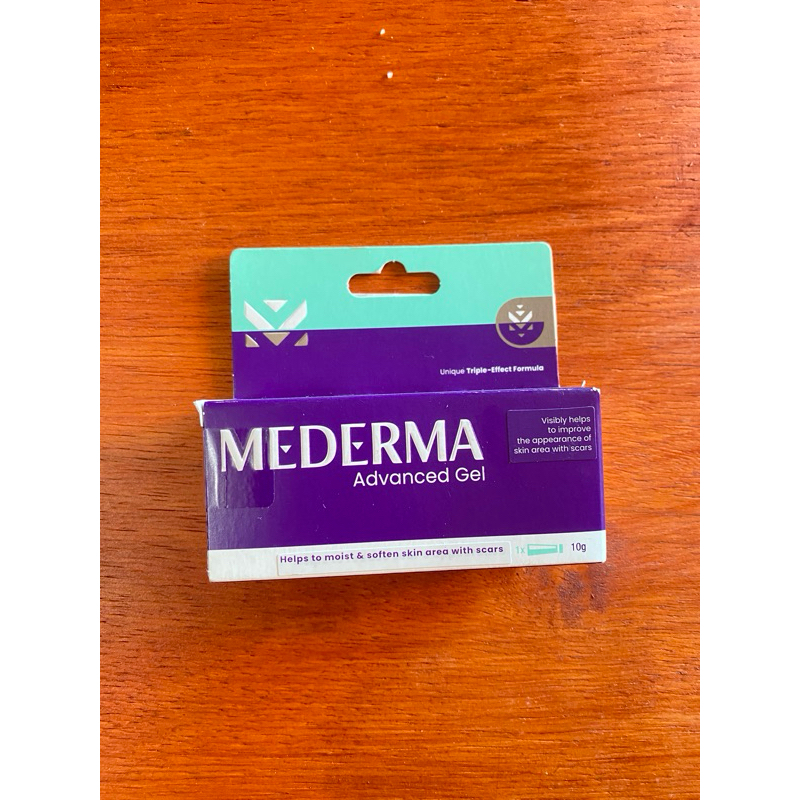 Unique Triple-Effect Formula
MEDERMA
Advanced Gel
Visibly helps
to improve
the appearance of
skin area with scars
Helps to moist & soften skin area with scars
1x
10g